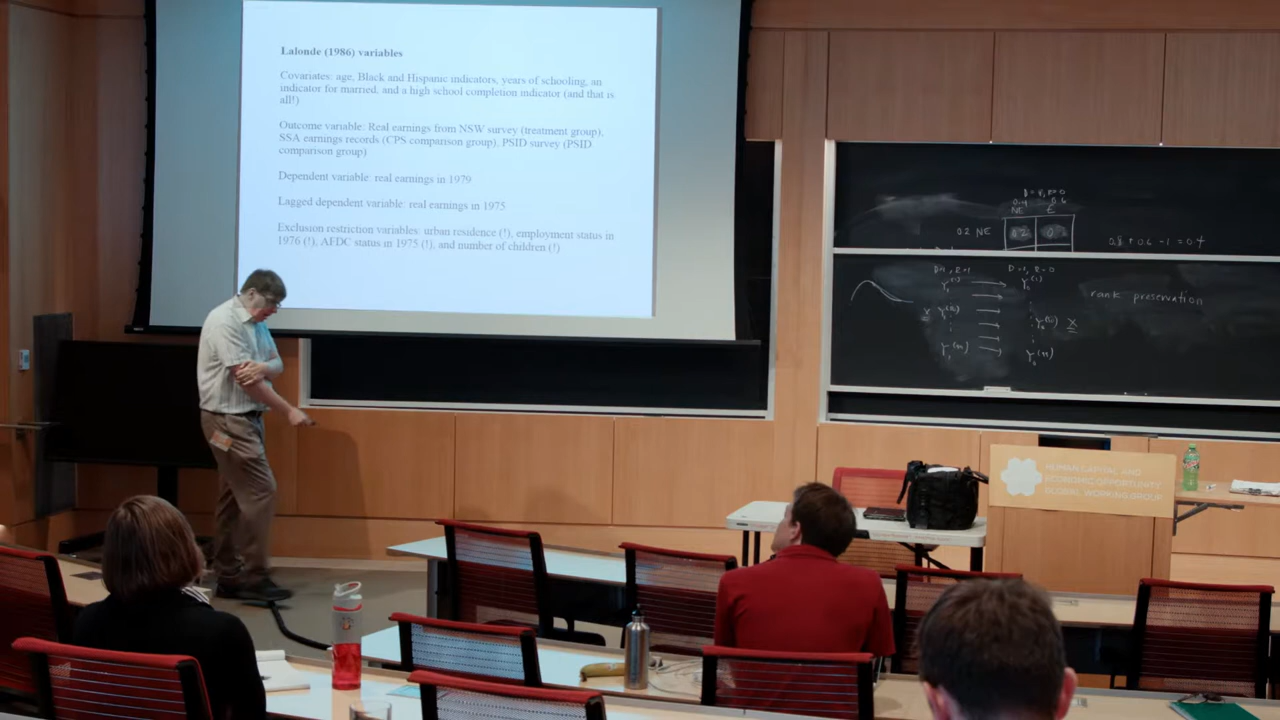 Lalonde (1986) variables
Covariates: age, Black and Hispanic indicators, years of schooling, an
indicator for married, and a high school completion indicator (and that is
all!)
Outcome variable: Real earnings from NSW survey (treatment group),
SSA earnings records (CPS comparison group), PSID survey (PSID
comparison group)
Dependent variable: real earnings in 1979
Lagged dependent variable: real earnings in 1975
Exclusion restriction variables: urban residence (!), employment status in
1976 (!), AFDC status in 1975 (!), and number of children (!)
NE E
0.2 NE
rank preservation
HUMAN CAPITAL AND
ECONOMIC OPPORTUNITY
GLOBAL WORKING GROUP